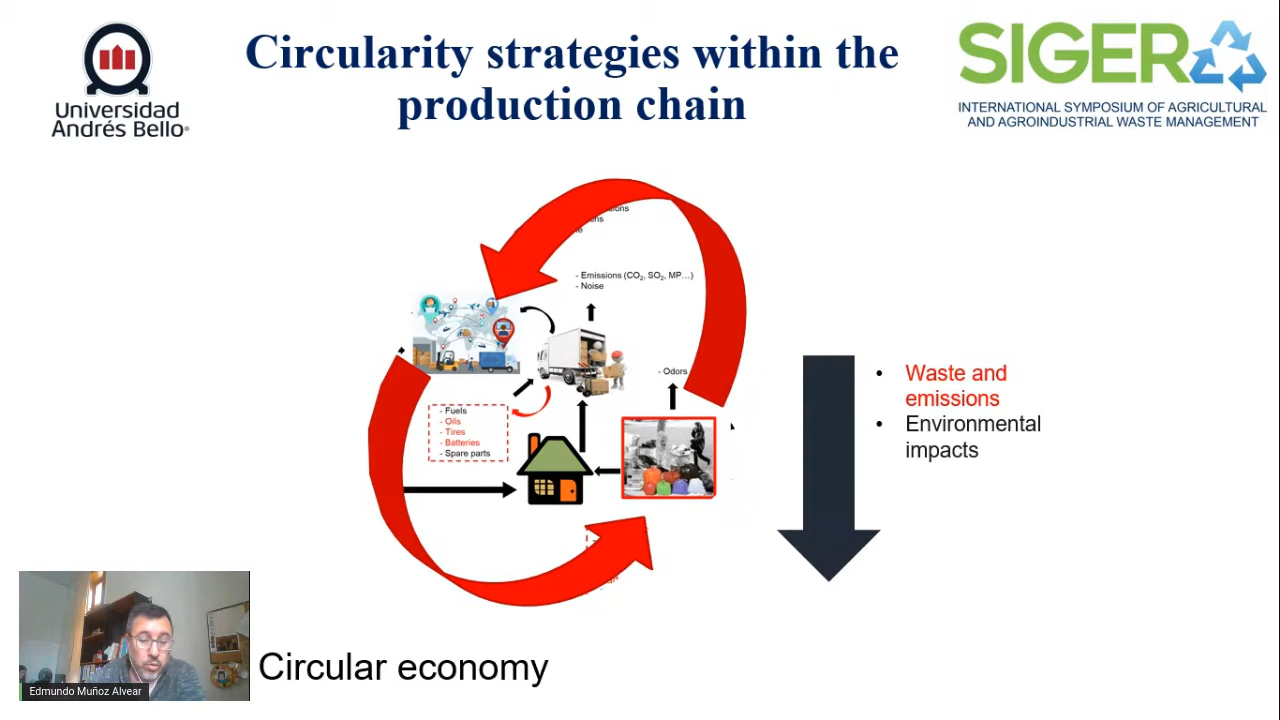 Universidad
Andrés Bello
Circularity strategies within the
production chain
SIGER
INTERNATIONAL SYMPOSIUM OF AGRICULTURAL
AND AGROINDUSTRIAL WASTE MANAGEMENT
- Emissions (CO2, SO2, MP...)
- Noise
- Odors
- Fuels
- Oils
- Tires
- Batteries
- Spare parts
• Waste and
emissions
• Environmental
impacts
Edmundo Muñoz Alvear
Circular economy